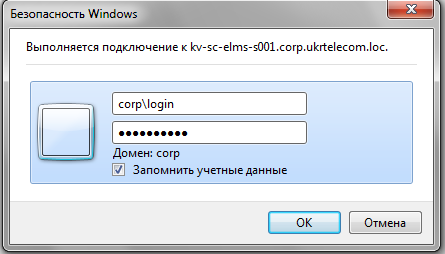 Безопасность Windows
Выполняется подключение к kv-sc-elms-s001.corp.ukrtelecom.loc.
corp\login
●●●●●●●●●●
Домен: corp
Запомнить учетные данные
ОК
Отмена